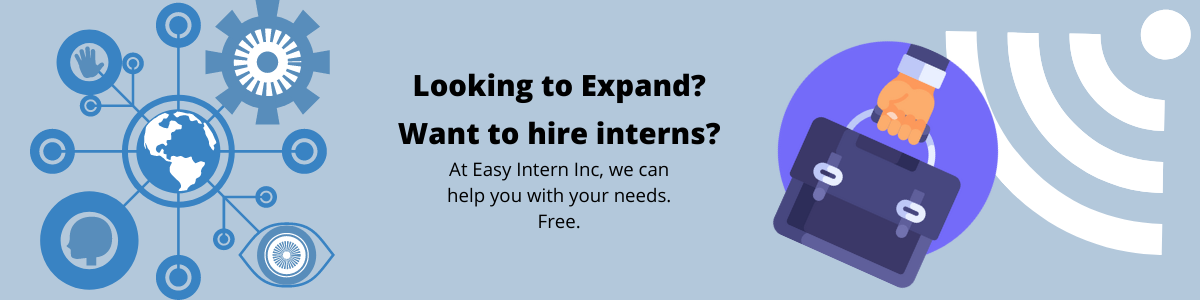 Looking to Expand?
Want to hire interns?
At Easy Intern Inc, we can
help you with your needs.
Free.